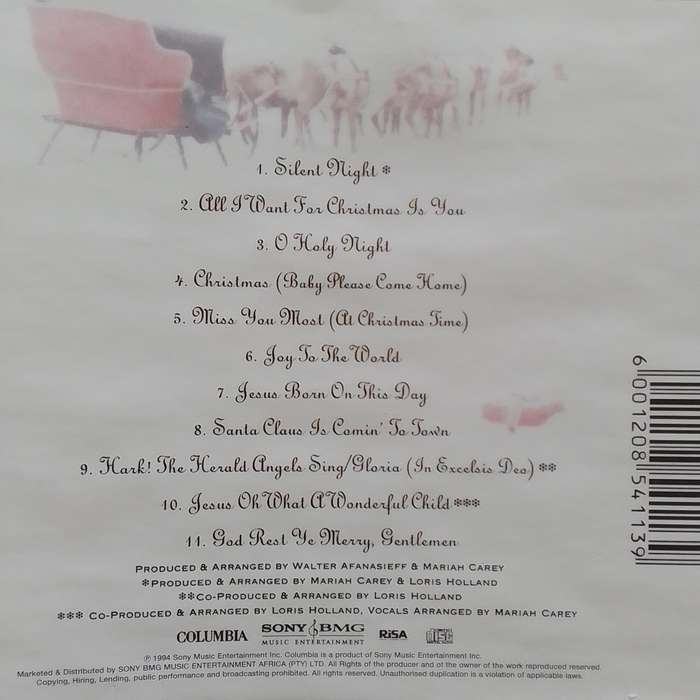 1. Silent Night *
2. All I Want For Christmas Is You
3. O Holy Night
4. Christmas (Baby Please Come Home)
5. Miss You Most (At Christmas Time)
6. Joy To The World
7. Jesus Born On This Day
8. Santa Claus Is Comin' To Town
9. Hark! The Herald Angels Sing/Gloria (In Excelsis Deo) **
10. Jesus Oh What A Wonderful Child ***
11. God Rest Ye Merry, Gentlemen
PRODUCED & ARRANGED BY WALTER AFANASIEFF & MARIAH CAREY
*PRODUCED & ARRANGED BY MARIAH CAREY & LORIS HOLLAND
**CO-PRODUCED & ARRANGED BY LORIS HOLLAND
*** CO-PRODUCED & ARRANGED BY LORIS HOLLAND, VOCALS ARRANGED BY MARIAH CAREY
COLUMBIA SONY BMG RiSA
MUSIC ENTERTAINMENT
℗ 1994 Sony Music Entertainment Inc. Columbia is a product of Sony Music Entertainment Inc.
Marketed & Distributed by SONY BMG MUSIC ENTERTAINMENT AFRICA (PTY) LTD. All Rights of the producer and of the owner of the work reproduced reserved.
Copying, Hiring, Lending, public performance and broadcasting prohibited. All Rights reserved. Unauthorised duplication is a violation of applicable laws.
6 001208 541139